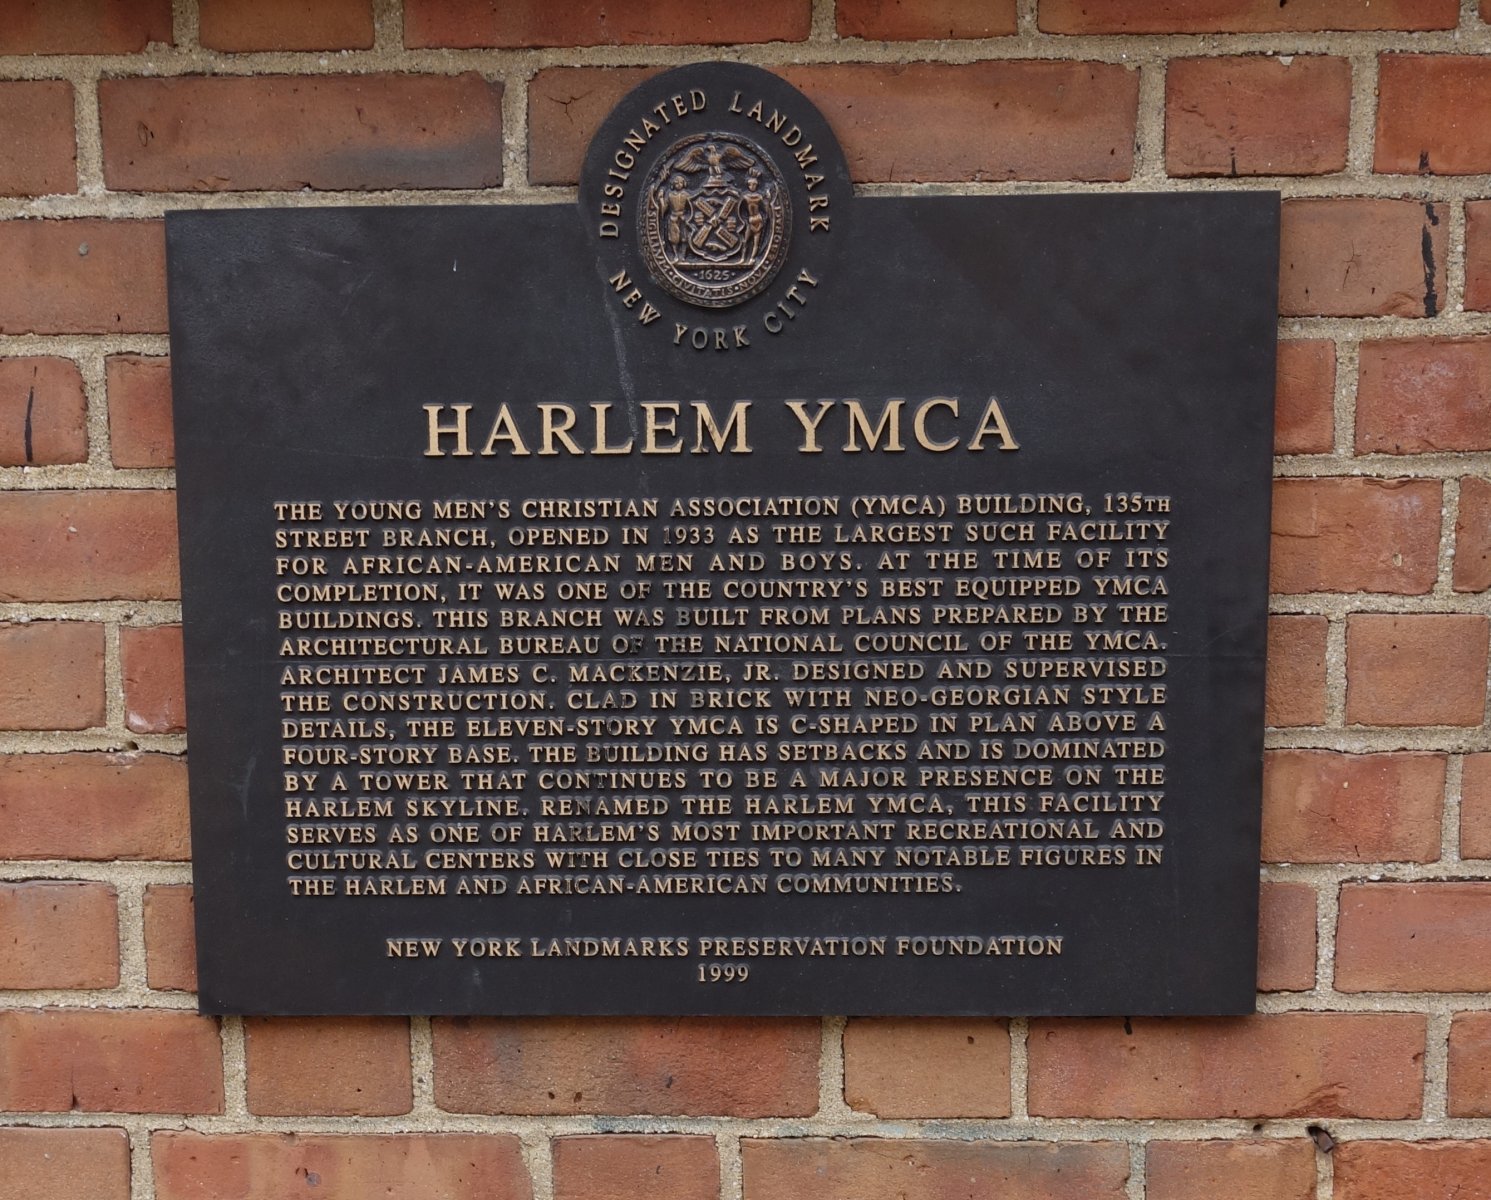 DESIGNATED LANDMARK
NEW YORK CITY
1625
HARLEM YMCA
THE YOUNG MEN'S CHRISTIAN ASSOCIATION (YMCA) BUILDING, 135TH
STREET BRANCH, OPENED IN 1933 AS THE LARGEST SUCH FACILITY
FOR AFRICAN-AMERICAN MEN AND BOYS. AT THE TIME OF ITS
COMPLETION, IT WAS ONE OF THE COUNTRY'S BEST EQUIPPED YMCA
BUILDINGS. THIS BRANCH WAS BUILT FROM PLANS PREPARED BY THE
ARCHITECTURAL BUREAU OF THE NATIONAL COUNCIL OF THE YMCA.
ARCHITECT JAMES C. MACKENZIE, JR. DESIGNED AND SUPERVISED
THE CONSTRUCTION. CLAD IN BRICK WITH NEO-GEORGIAN STYLE
DETAILS, THE ELEVEN-STORY YMCA IS C-SHAPED IN PLAN ABOVE A
FOUR-STORY BASE. THE BUILDING HAS SETBACKS AND IS DOMINATED
BY A TOWER THAT CONTINUES TO BE A MAJOR PRESENCE ON THE
HARLEM SKYLINE. RENAMED THE HARLEM YMCA, THIS FACILITY
SERVES AS ONE OF HARLEM'S MOST IMPORTANT RECREATIONAL AND
CULTURAL CENTERS WITH CLOSE TIES TO MANY NOTABLE FIGURES IN
THE HARLEM AND AFRICAN-AMERICAN COMMUNITIES.
NEW YORK LANDMARKS PRESERVATION FOUNDATION
1999